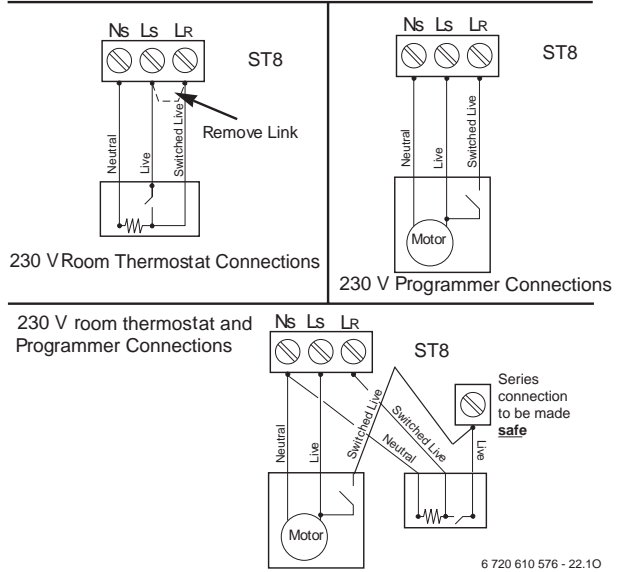 Ns Ls LR
ST8
Remove Link
Neutral
Live
Switched Live
230 V Room Thermostat Connections
Ns Ls LR
ST8
Neutral
Live
Switched Live
Motor
230 V Programmer Connections
230 V room thermostat and
Programmer Connections
Ns Ls LR
ST8
Series
connection
to be made
safe
Neutral
Live
Switched Live
Switched Live
Neutral
Live
Motor
6 720 610 576 - 22.1O